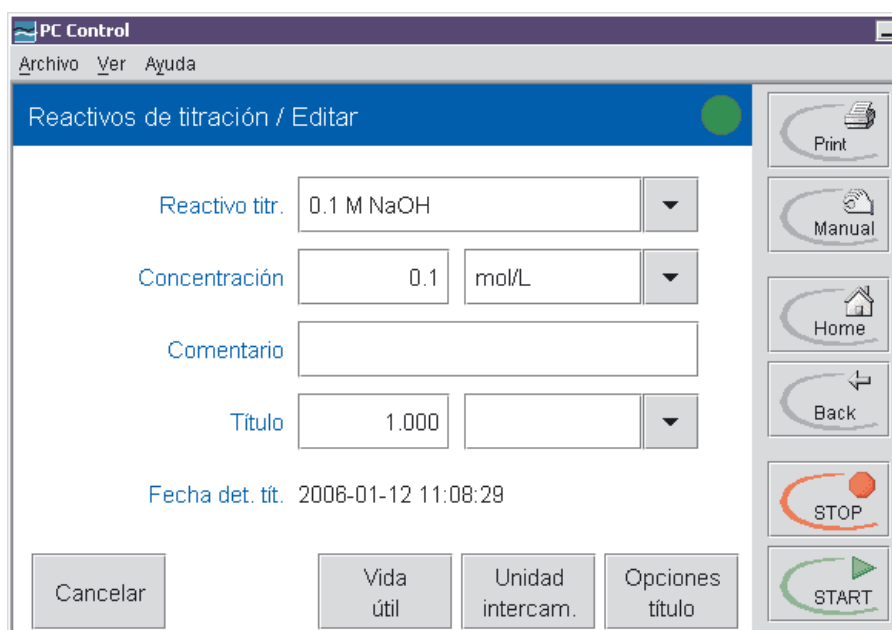 PC Control
Archivo Ver Ayuda
Reactivos de titración / Editar
Reactivo titr. 0.1 M NaOH
Concentración 0.1 mol/L
Comentario
Título 1.000
Fecha det. tít. 2006-01-12 11:08:29
Cancelar
Vida
útil
Unidad
intercam.
Opciones
título
Print
Manual
Home
Back
STOP
START